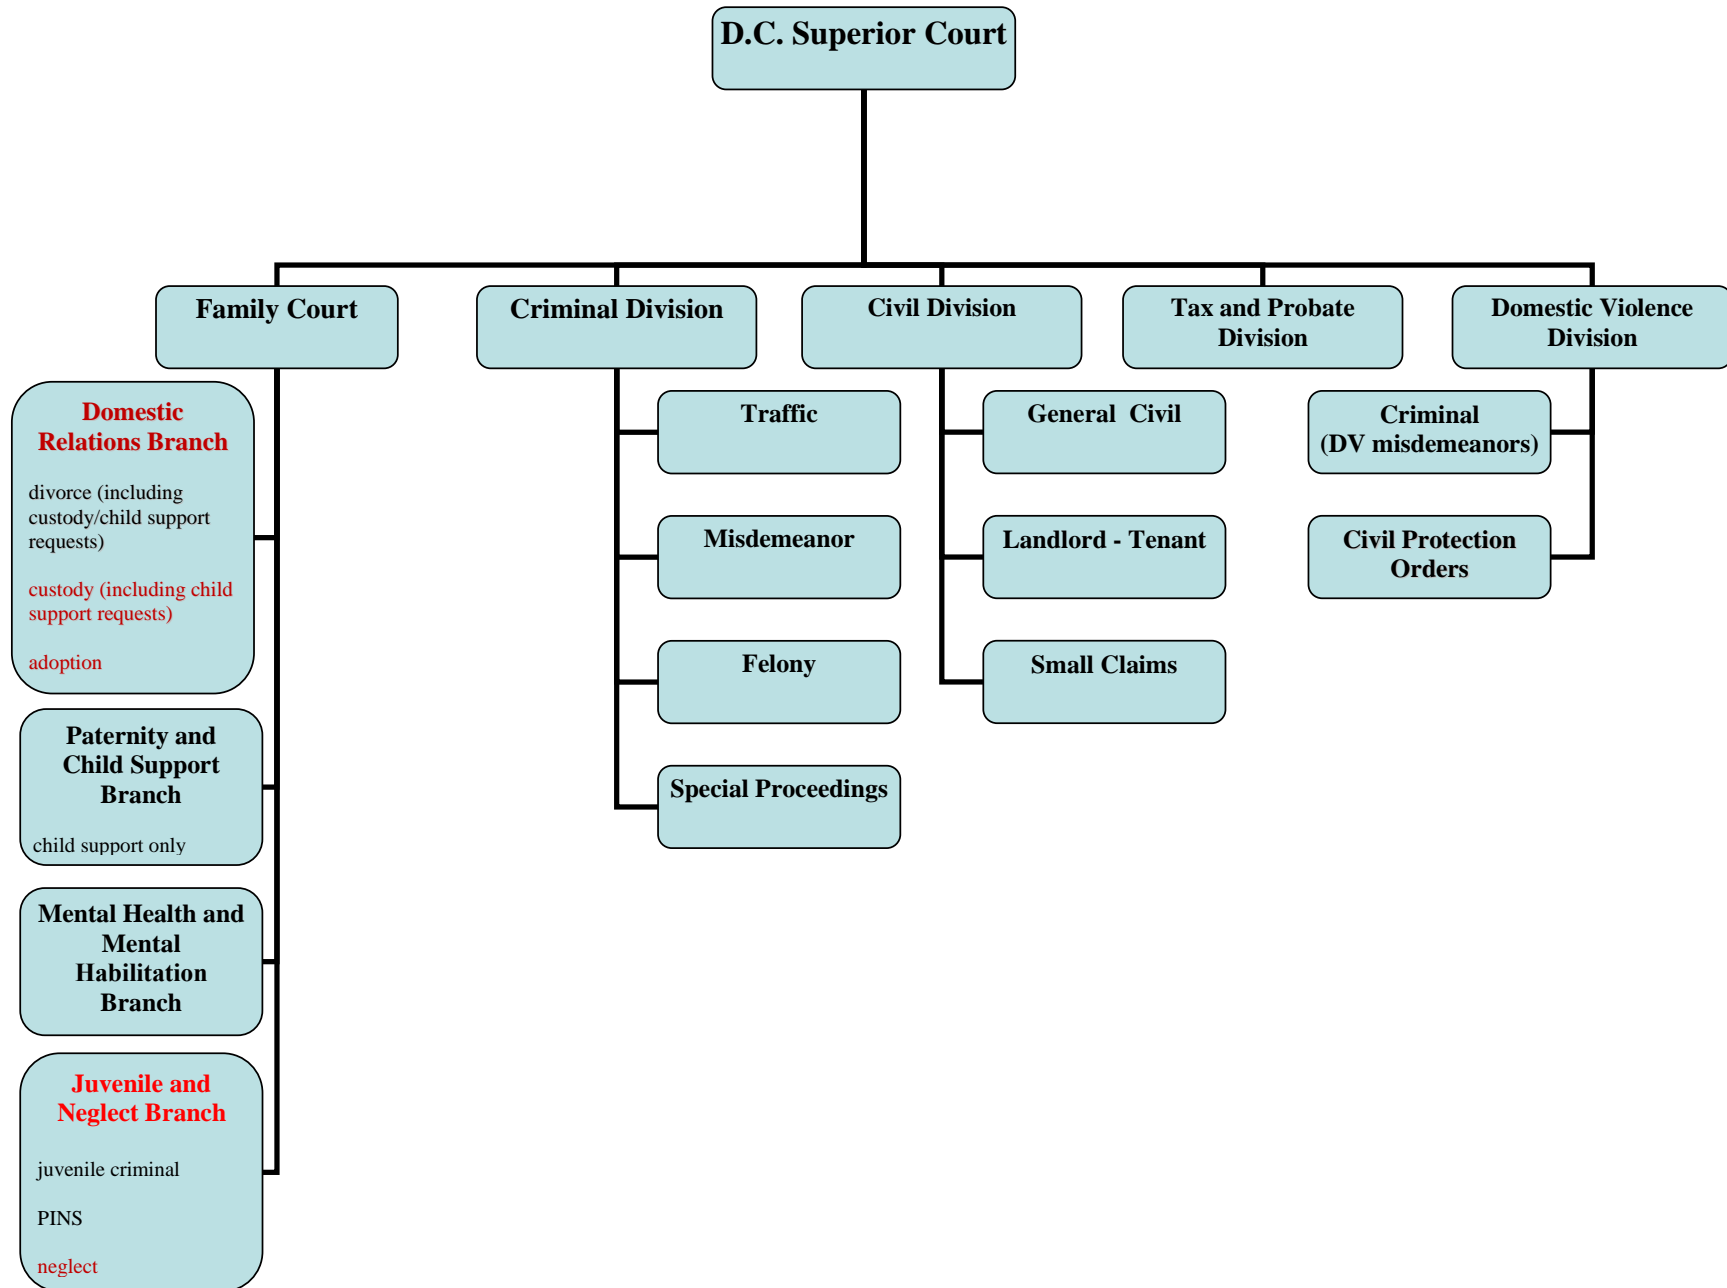 D.C. Superior Court
Family Court
Criminal Division
Civil Division
Tax and Probate
Division
Domestic Violence
Division
Domestic
Relations Branch
divorce (including
custody/child support
requests)
custody (including child
support requests)
adoption
Paternity and
Child Support
Branch
child support only
Mental Health and
Mental
Habilitation
Branch
Juvenile and
Neglect Branch
juvenile criminal
PINS
neglect
Traffic
Misdemeanor
Felony
Special Proceedings
General Civil
Landlord - Tenant
Small Claims
Criminal
(DV misdemeanors)
Civil Protection
Orders